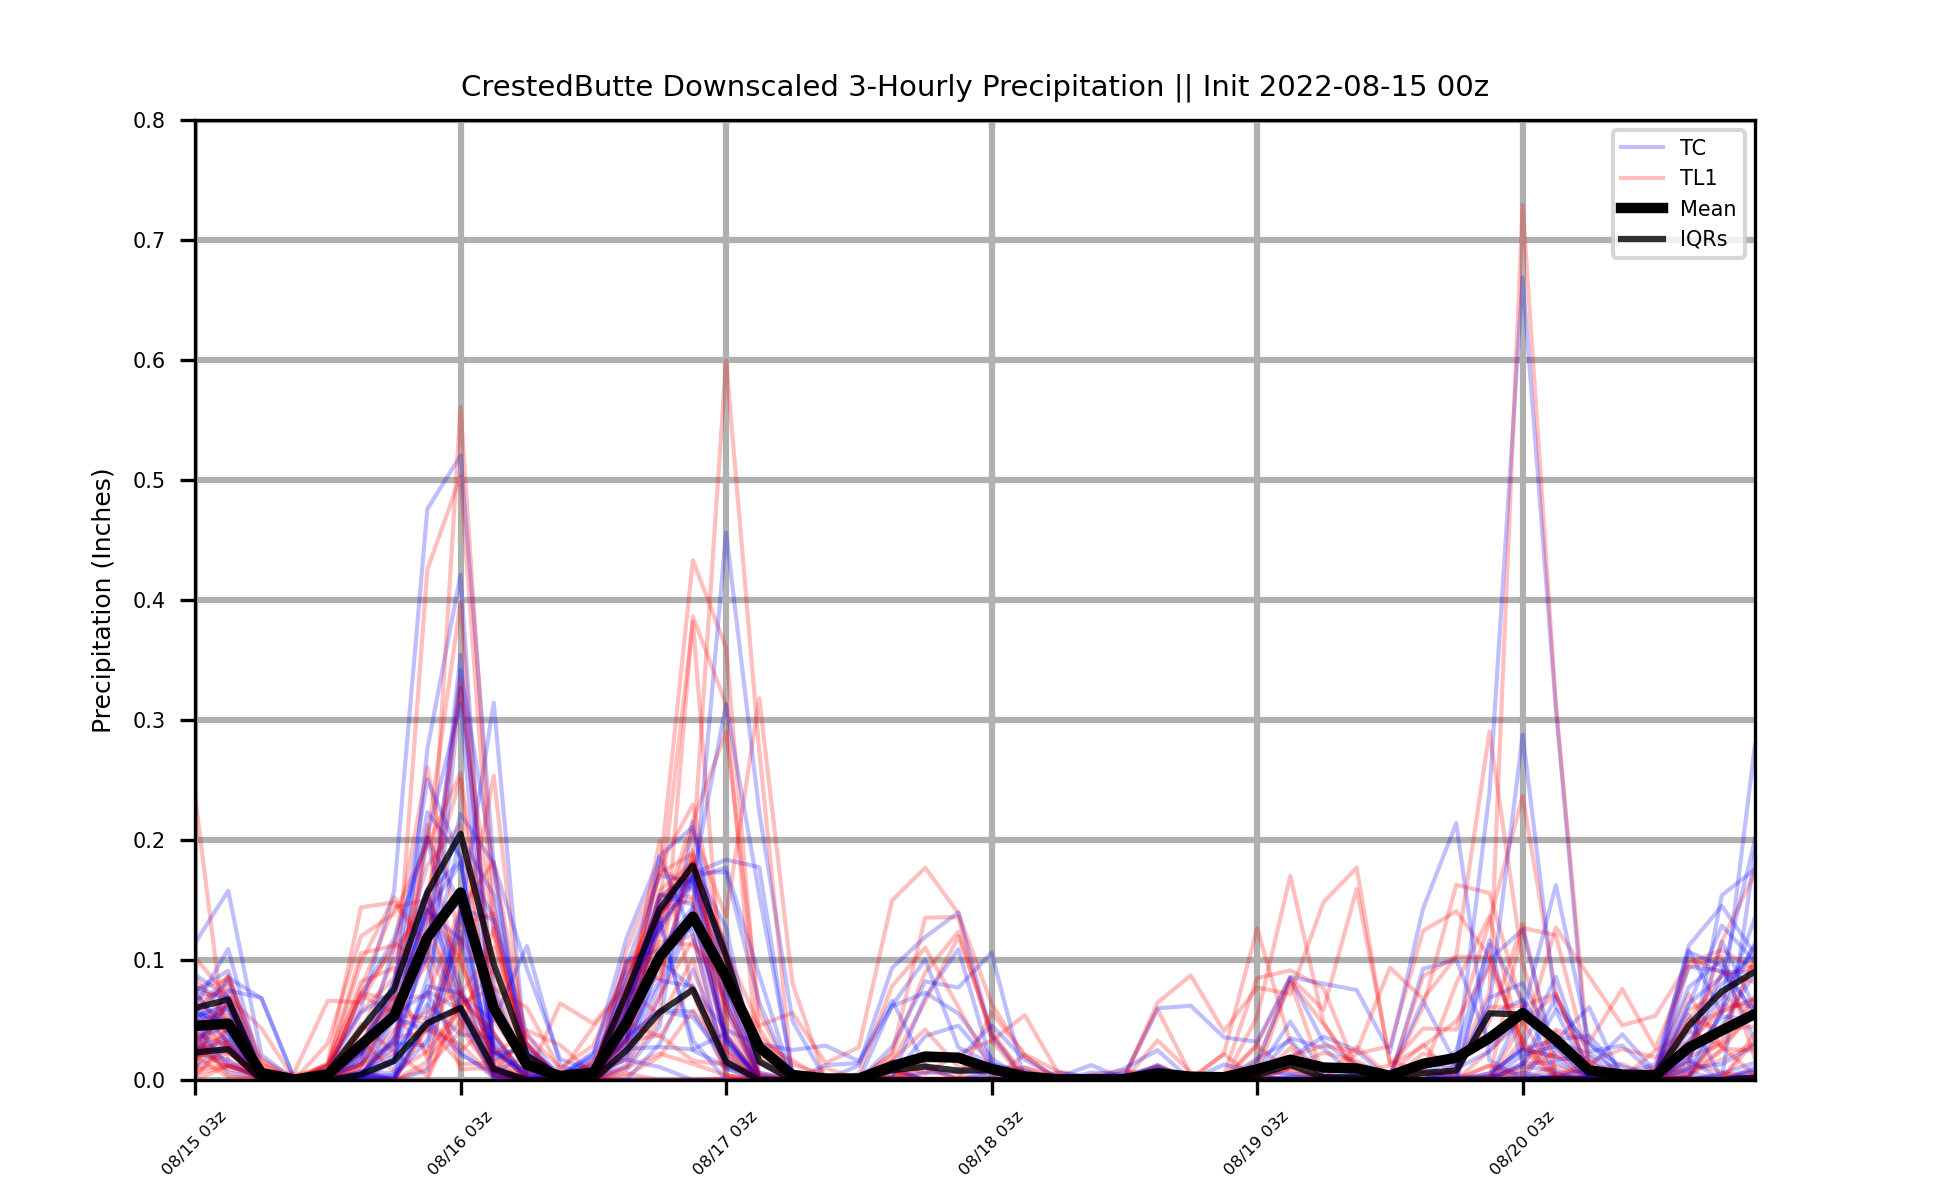 CrestedButte Downscaled 3-Hourly Precipitation || Init 2022-08-15 00z
Precipitation (Inches)
0.8
0.7
0.6
0.5
0.4
0.3
0.2
0.1
0.0
TC
TL1
Mean
IQRs
08/15 03z
08/16 03z
08/17 03z
08/18 03z
08/19 03z
08/20 03z